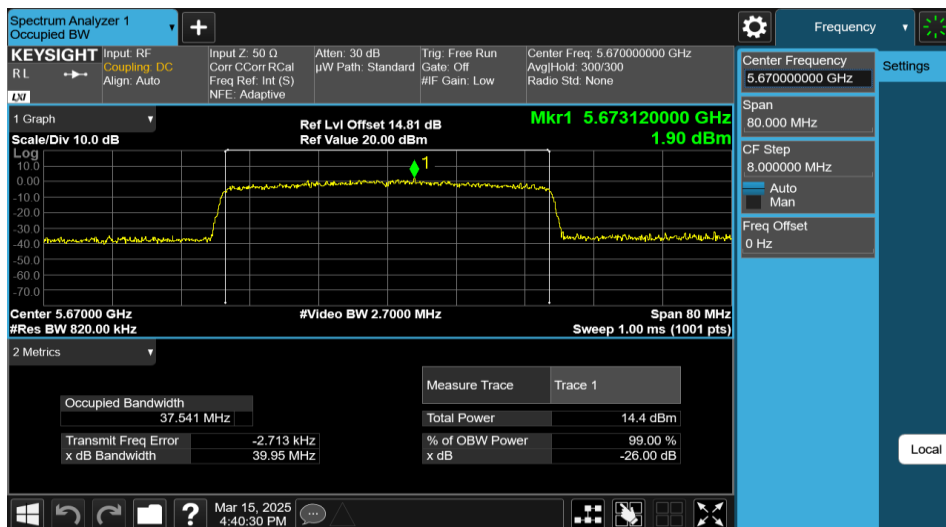 Spectrum Analyzer 1
Occupied BW
+
Frequency
KEYSIGHT
RL
LXI
Input: RF
Coupling: DC
Align: Auto
Input Z: 50 Ω
Corr CCorr RCal
Freq Ref: Int (S)
NFE: Adaptive
Atten: 30 dB
µW Path: Standard
Trig: Free Run
Gate: Off
#IF Gain: Low
Center Freq: 5.670000000 GHz
Avg|Hold: 300/300
Radio Std: None
Center Frequency
5.670000000 GHz
Settings
Span
80.000 MHz
CF Step
8.000000 MHz
Auto
Man
Freq Offset
0 Hz
1 Graph
Scale/Div 10.0 dB
Ref Lvl Offset 14.81 dB
Ref Value 20.00 dBm
Mkr1 5.673120000 GHz
1.90 dBm
Log
10.0
0.00
-10.0
-20.0
-30.0
-40.0
-50.0
-60.0
-70.0
1
Center 5.67000 GHz
#Res BW 820.00 kHz
#Video BW 2.7000 MHz
Span 80 MHz
Sweep 1.00 ms (1001 pts)
2 Metrics
Measure Trace Trace 1
Occupied Bandwidth
37.541 MHz
Total Power 14.4 dBm
Transmit Freq Error -2.713 kHz
% of OBW Power 99.00 %
x dB Bandwidth 39.95 MHz
x dB -26.00 dB
Local
?
Mar 15, 2025
4:40:30 PM